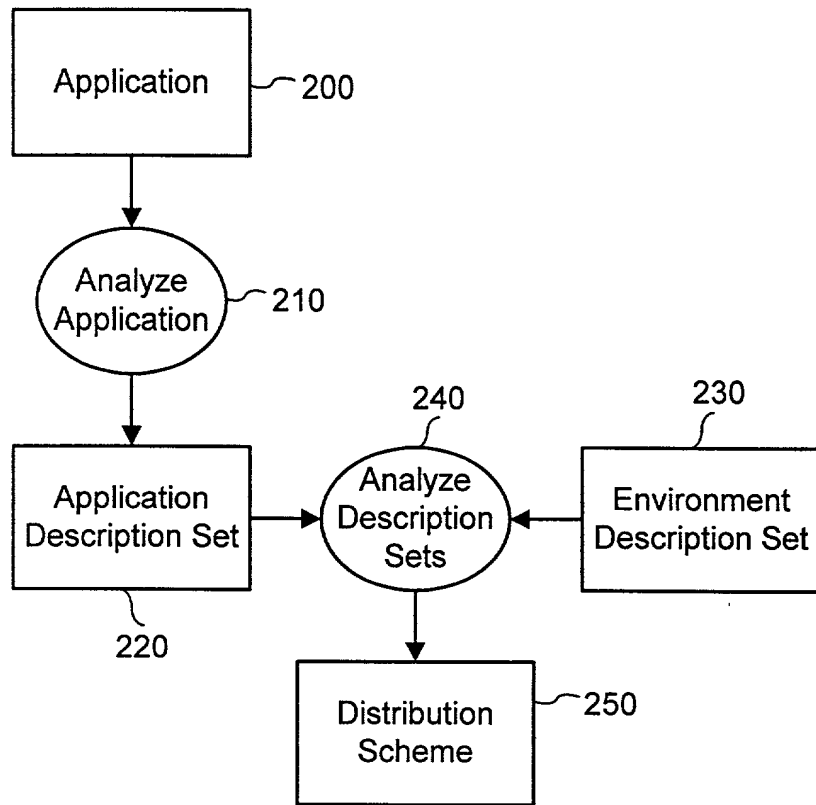 Application
200
Analyze
Application
210
240
230
Application
Description Set
Analyze
Description
Sets
Environment
Description Set
220
Distribution
Scheme
250